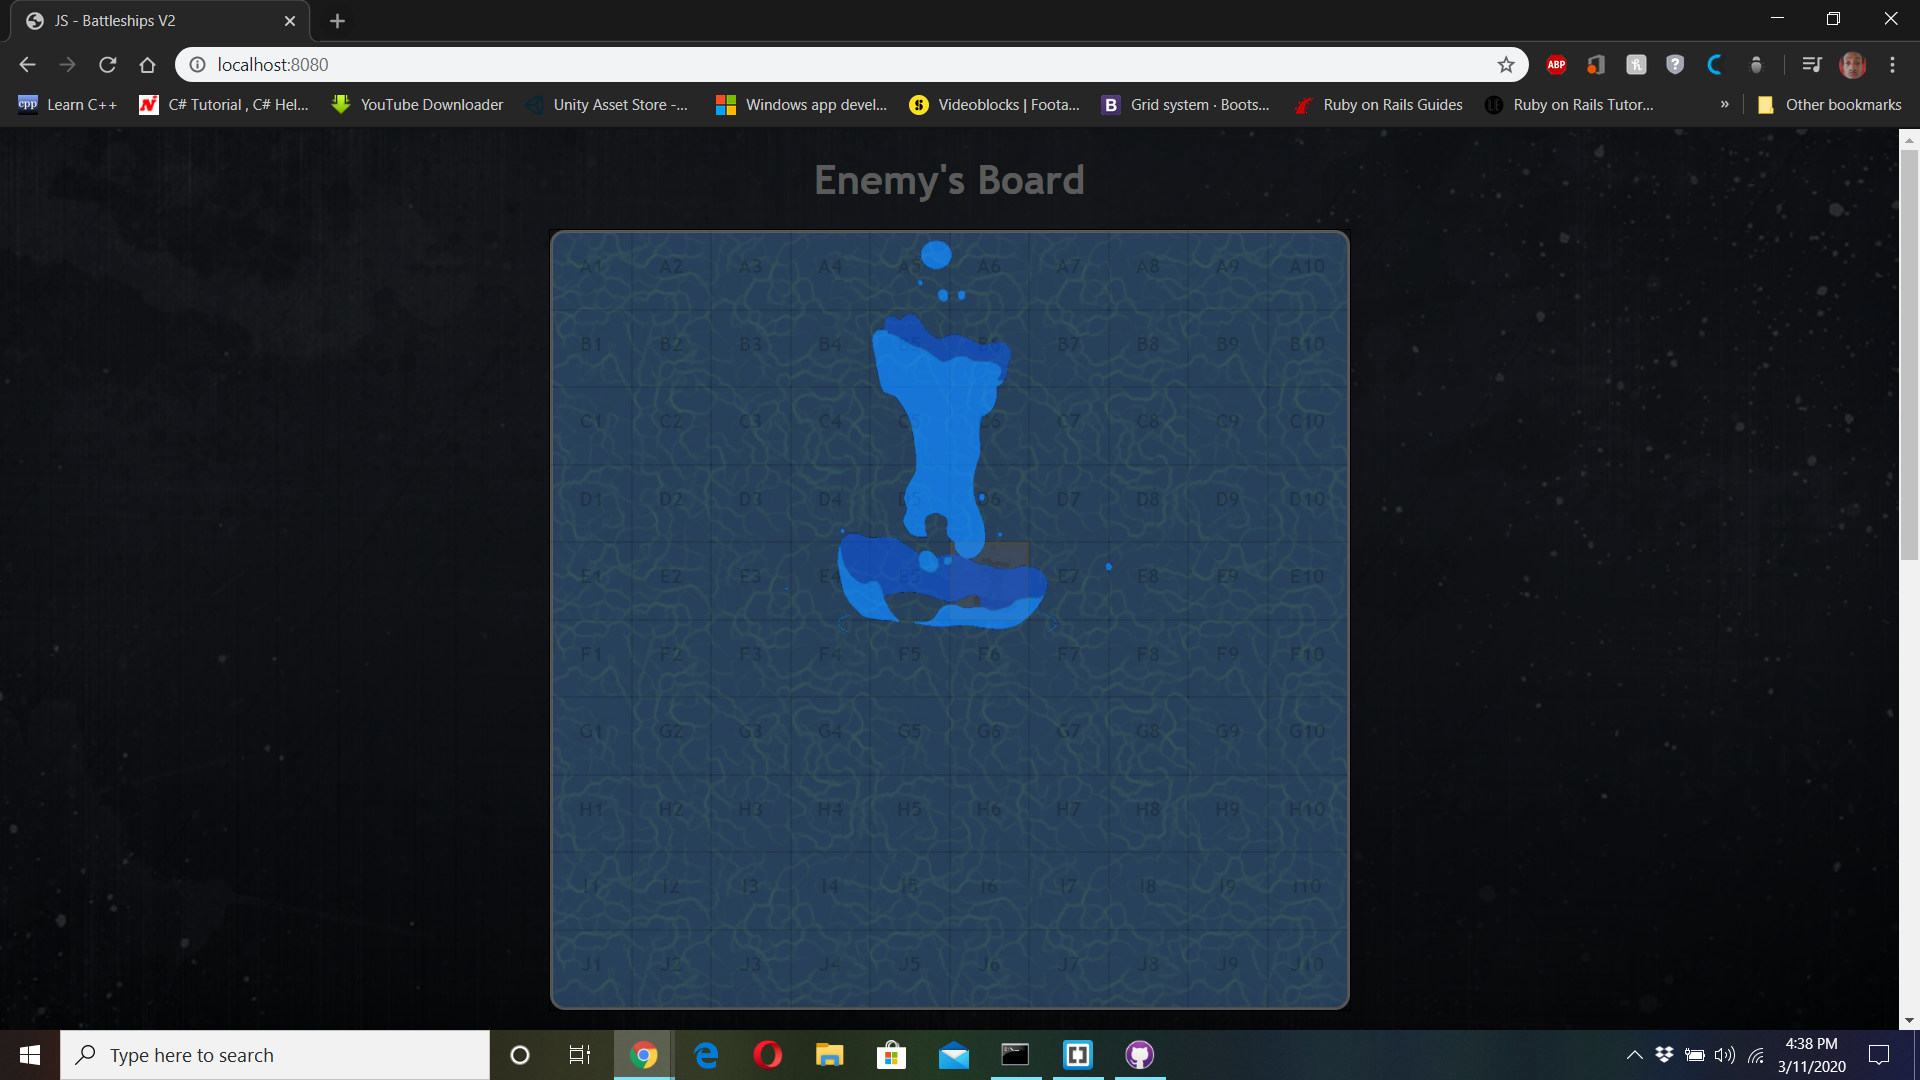 JS - Battleships V2
localhost:8080
ABP
cpp Learn C++ C# Tutorial , C# Hel... YouTube Downloader Unity Asset Store -... Windows app devel... Videoblocks | Foota... B Grid system · Boots... Ruby on Rails Guides Ruby on Rails Tutor... » Other bookmarks
Enemy's Board
A1 A2 A3 A4 A5 A6 A7 A8 A9 A10
B1 B2 B3 B4 B5 B6 B7 B8 B9 B10
C1 C2 C3 C4 C5 C6 C7 C8 C9 C10
D1 D2 D3 D4 D5 D6 D7 D8 D9 D10
E1 E2 E3 E4 E5 E7 E8 E9 E10
F1 F2 F3 F4 F5 F6 F7 F8 F9 F10
G1 G2 G3 G4 G5 G6 G7 G8 G9 G10
H1 H2 H3 H4 H5 H6 H7 H8 H9 H10
I1 I2 I3 I4 I5 I6 I7 I8 I9 I10
J1 J2 J3 J4 J5 J6 J7 J8 J9 J10
Type here to search
4:38 PM
3/11/2020